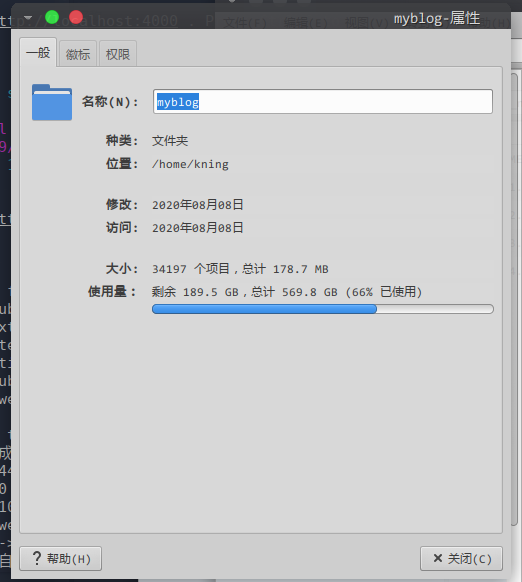 myblog-属性
一般 徽标 权限
名称(N): myblog
种类: 文件夹
位置: /home/kning
修改: 2020年08月08日
访问: 2020年08月08日
大小: 34197 个项目，总计 178.7 MB
使用量： 剩余 189.5 GB，总计 569.8 GB (66% 已使用)
帮助(H) 关闭(C)